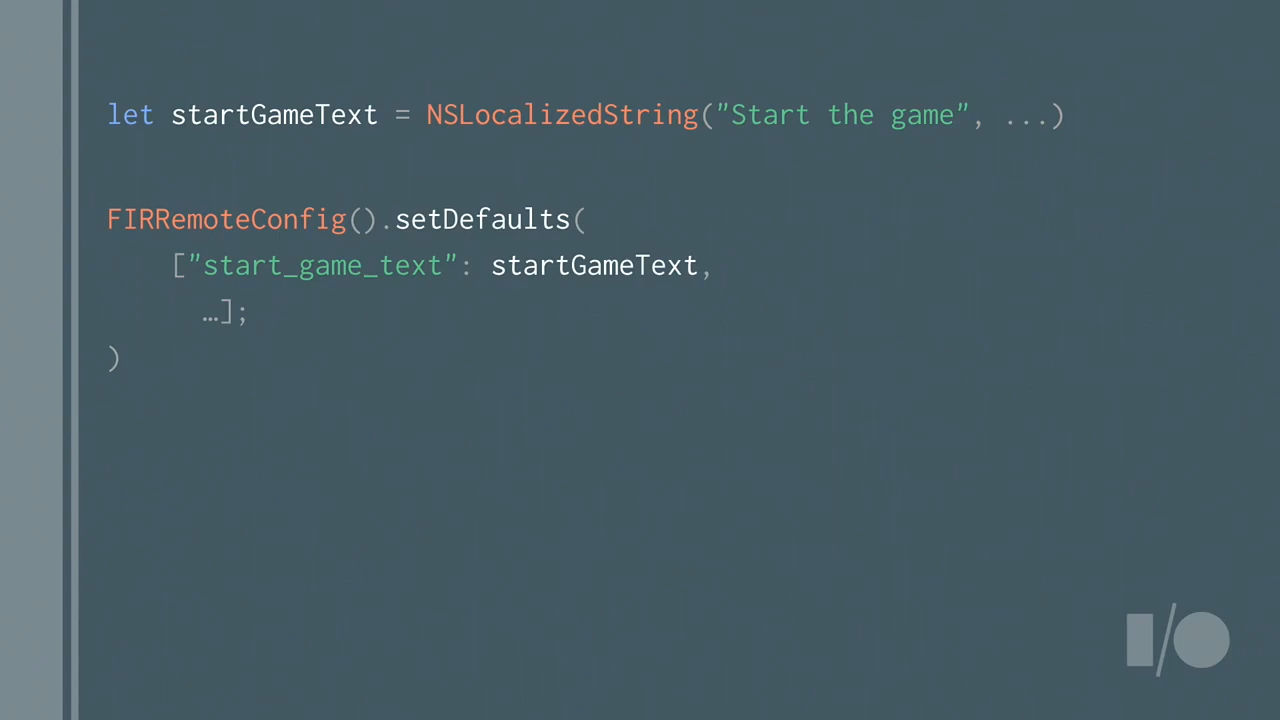 let startGameText = NSLocalizedString("Start the game", ...)
FIRRemoteConfig().setDefaults(
["start_game_text": startGameText,
…];
)
I/O